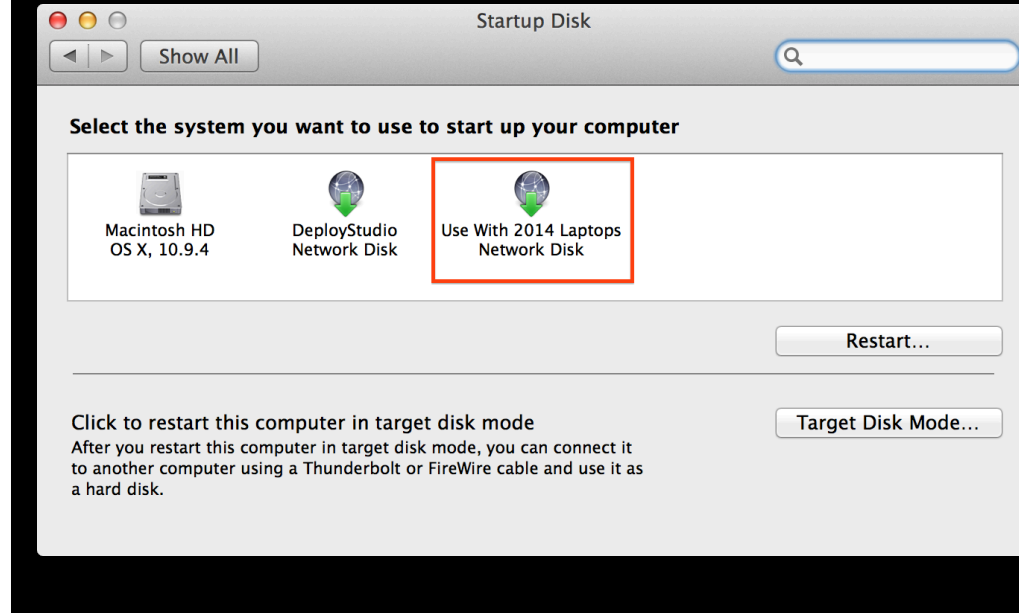 Startup Disk
Show All
Select the system you want to use to start up your computer
Macintosh HD
OS X, 10.9.4
DeployStudio
Network Disk
Use With 2014 Laptops
Network Disk
Restart...
Click to restart this computer in target disk mode
Target Disk Mode...
After you restart this computer in target disk mode, you can connect it
to another computer using a Thunderbolt or FireWire cable and use it as
a hard disk.